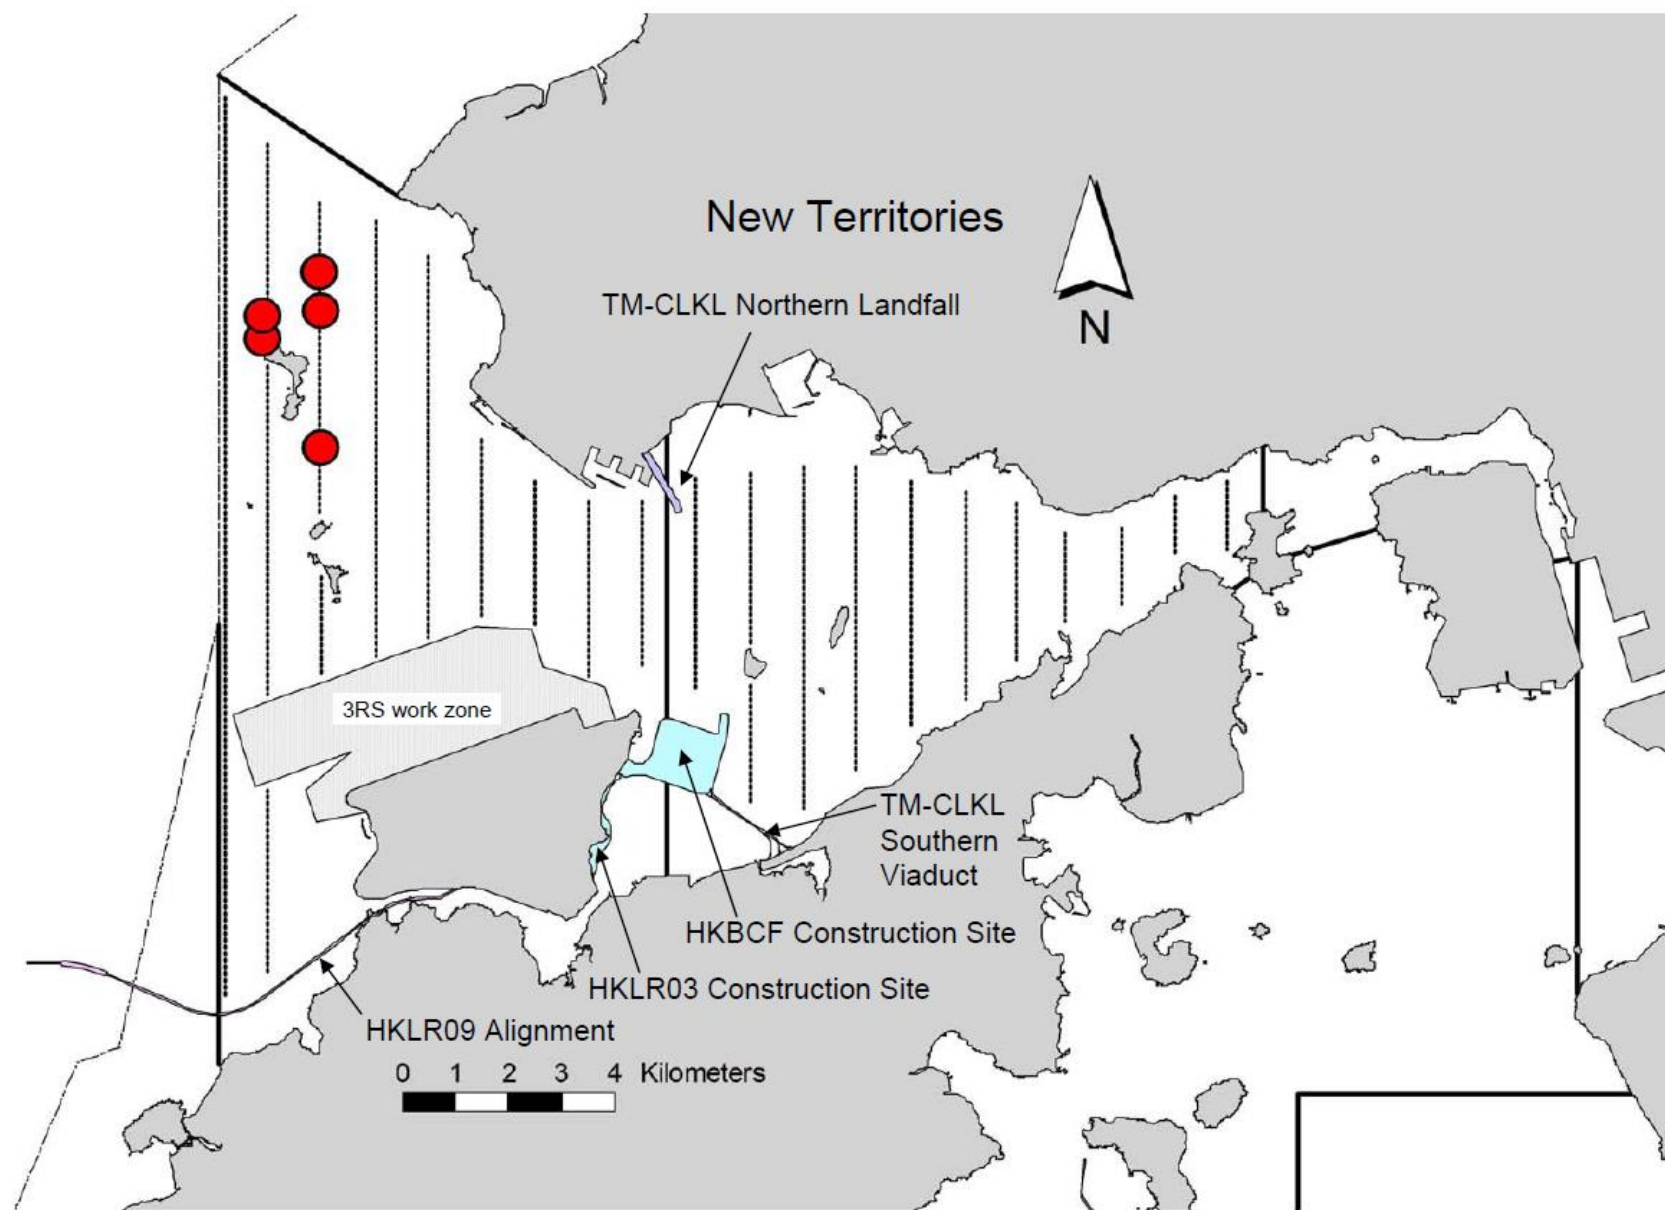 New Territories
TM-CLKL Northern Landfall
N
3RS work zone
TM-CLKL
Southern
Viaduct
HKBCF Construction Site
HKLR03 Construction Site
HKLR09 Alignment
0 1 2 3 4 Kilometers